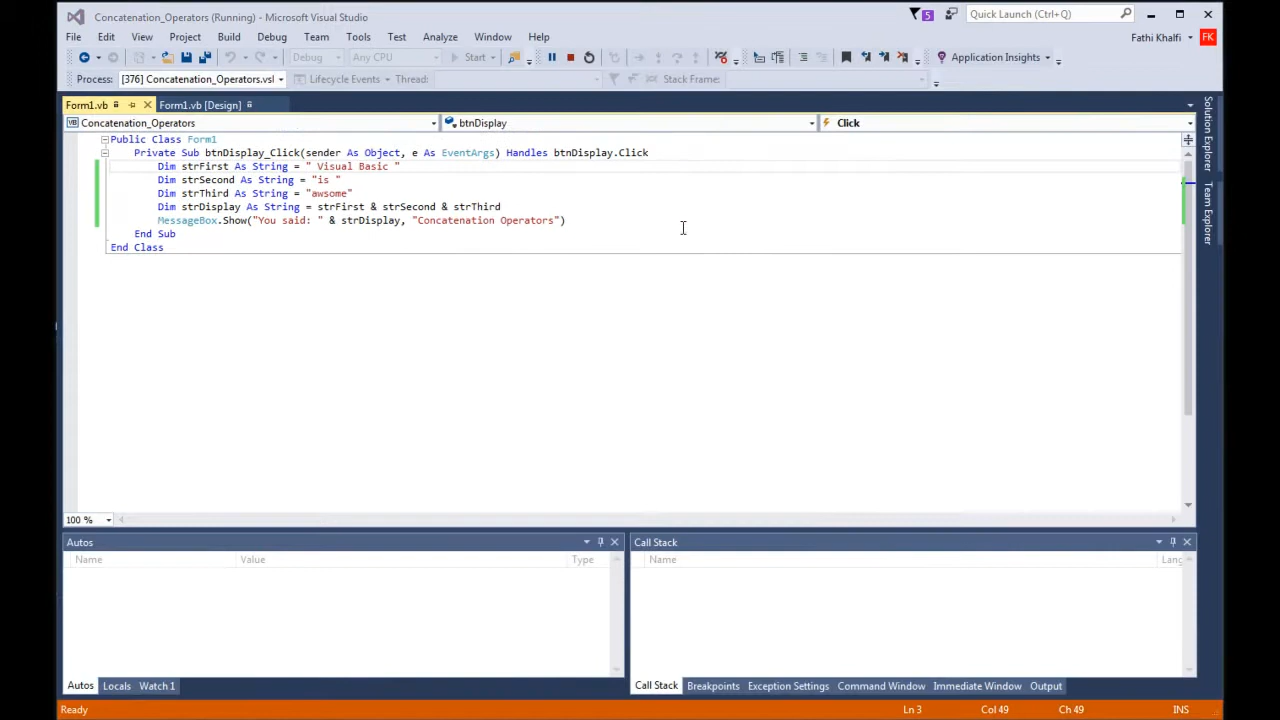 Concatenation_Operators (Running) - Microsoft Visual Studio
5
Quick Launch (Ctrl+Q)
File Edit View Project Build Debug Team Tools Test Analyze Window Help
Fathi Khalfi
FK
Debug Any CPU Start Application Insights
Process: [376] Concatenation_Operators.vsl Lifecycle Events Thread: Stack Frame:
Form1.vb Form1.vb [Design]
Concatenation_Operators btnDisplay Click
Public Class Form1
Private Sub btnDisplay_Click(sender As Object, e As EventArgs) Handles btnDisplay.Click
Dim strFirst As String = " Visual Basic "
Dim strSecond As String = "is "
Dim strThird As String = "awsome"
Dim strDisplay As String = strFirst & strSecond & strThird
MessageBox.Show("You said: " & strDisplay, "Concatenation Operators")
End Sub
End Class
Solution Explorer
Team Explorer
100 %
Autos
Name Value Type
Call Stack
Name Lang
Autos Locals Watch 1
Call Stack Breakpoints Exception Settings Command Window Immediate Window Output
Ready Ln 3 Col 49 Ch 49 INS